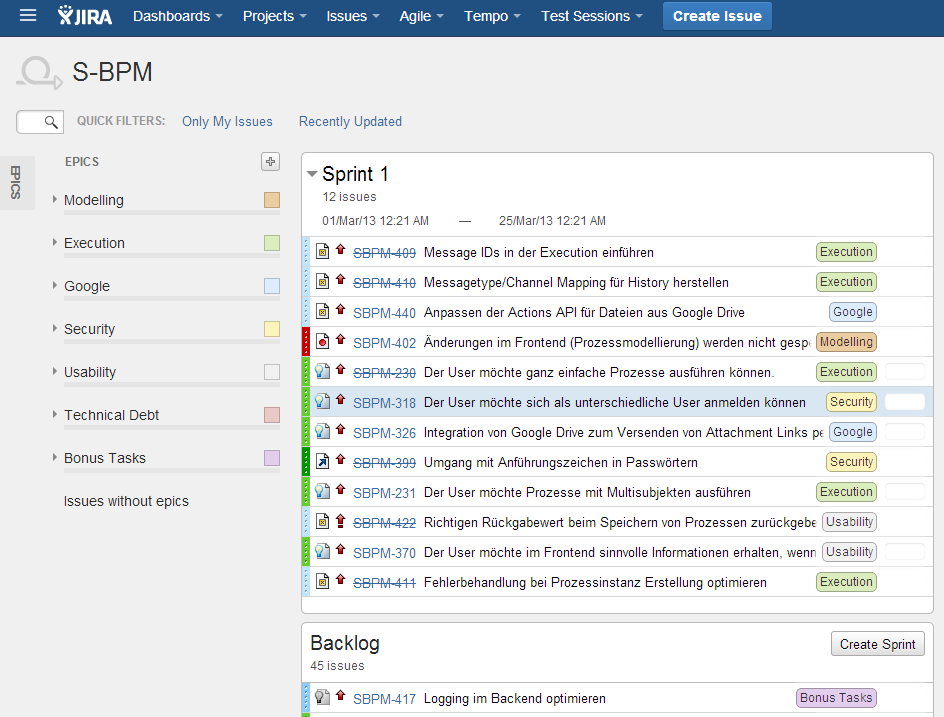 JIRA Dashboards Projects Issues Agile Tempo Test Sessions Create Issue
S-BPM
QUICK FILTERS: Only My Issues Recently Updated
EPICS
EPICS
Modelling
Execution
Google
Security
Usability
Technical Debt
Bonus Tasks
Issues without epics
Sprint 1
12 issues
01/Mar/13 12:21 AM — 25/Mar/13 12:21 AM
SBPM-409 Message IDs in der Execution einführen Execution
SBPM-410 Messagetype/Channel Mapping für History herstellen Execution
SBPM-440 Anpassen der Actions API für Dateien aus Google Drive Google
SBPM-402 Änderungen im Frontend (Prozessmodellierung) werden nicht gesp Modelling
SBPM-230 Der User möchte ganz einfache Prozesse ausführen können. Execution
SBPM-318 Der User möchte sich als unterschiedliche User anmelden können Security
SBPM-326 Integration von Google Drive zum Versenden von Attachment Links pe Google
SBPM-399 Umgang mit Anführungszeichen in Passwörtern Security
SBPM-231 Der User möchte Prozesse mit Multisubjekten ausführen Execution
SBPM-422 Richtigen Rückgabewert beim Speichern von Prozessen zurückgebe Usability
SBPM-370 Der User möchte im Frontend sinnvolle Informationen erhalten, wenn Usability
SBPM-411 Fehlerbehandlung bei Prozessinstanz Erstellung optimieren Execution
Backlog Create Sprint
45 issues
SBPM-417 Logging im Backend optimieren Bonus Tasks